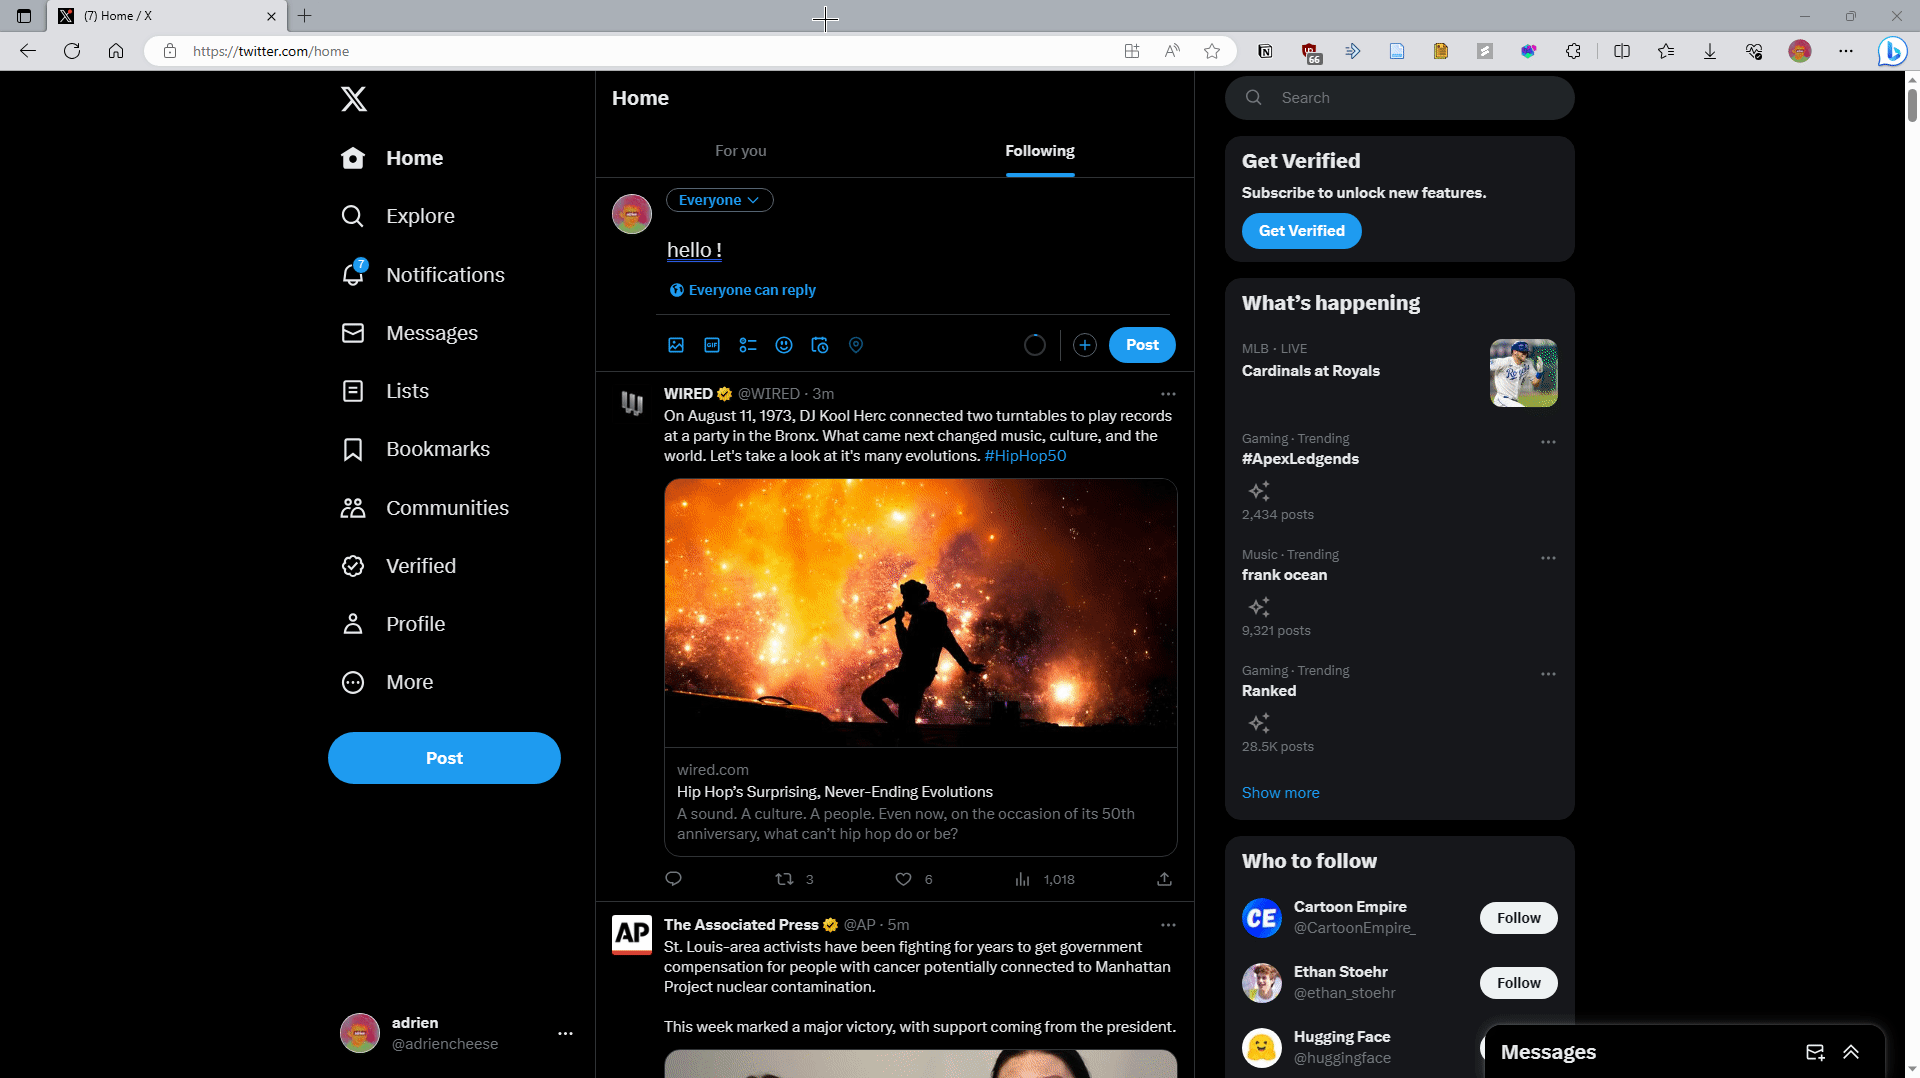 (7) Home / X
https://twitter.com/home
66
Home
Explore
7
Notifications
Messages
Lists
Bookmarks
Communities
Verified
Profile
More
Post
adrien
@adriencheese
Home
For you
Following
Everyone
hello !
Everyone can reply
GIF
Post
WIRED @WIRED · 3m
On August 11, 1973, DJ Kool Herc connected two turntables to play records
at a party in the Bronx. What came next changed music, culture, and the
world. Let's take a look at it's many evolutions. #HipHop50
wired.com
Hip Hop’s Surprising, Never-Ending Evolutions
A sound. A culture. A people. Even now, on the occasion of its 50th
anniversary, what can’t hip hop do or be?
3
6
1,018
AP
The Associated Press @AP · 5m
St. Louis-area activists have been fighting for years to get government
compensation for people with cancer potentially connected to Manhattan
Project nuclear contamination.
This week marked a major victory, with support coming from the president.
Search
Get Verified
Subscribe to unlock new features.
Get Verified
What’s happening
MLB · LIVE
Cardinals at Royals
Royals
Gaming · Trending
#ApexLedgends
2,434 posts
Music · Trending
frank ocean
9,321 posts
Gaming · Trending
Ranked
28.5K posts
Show more
Who to follow
CE
Cartoon Empire
@CartoonEmpire_
Follow
Ethan Stoehr
@ethan_stoehr
Follow
Hugging Face
@huggingface
Messages